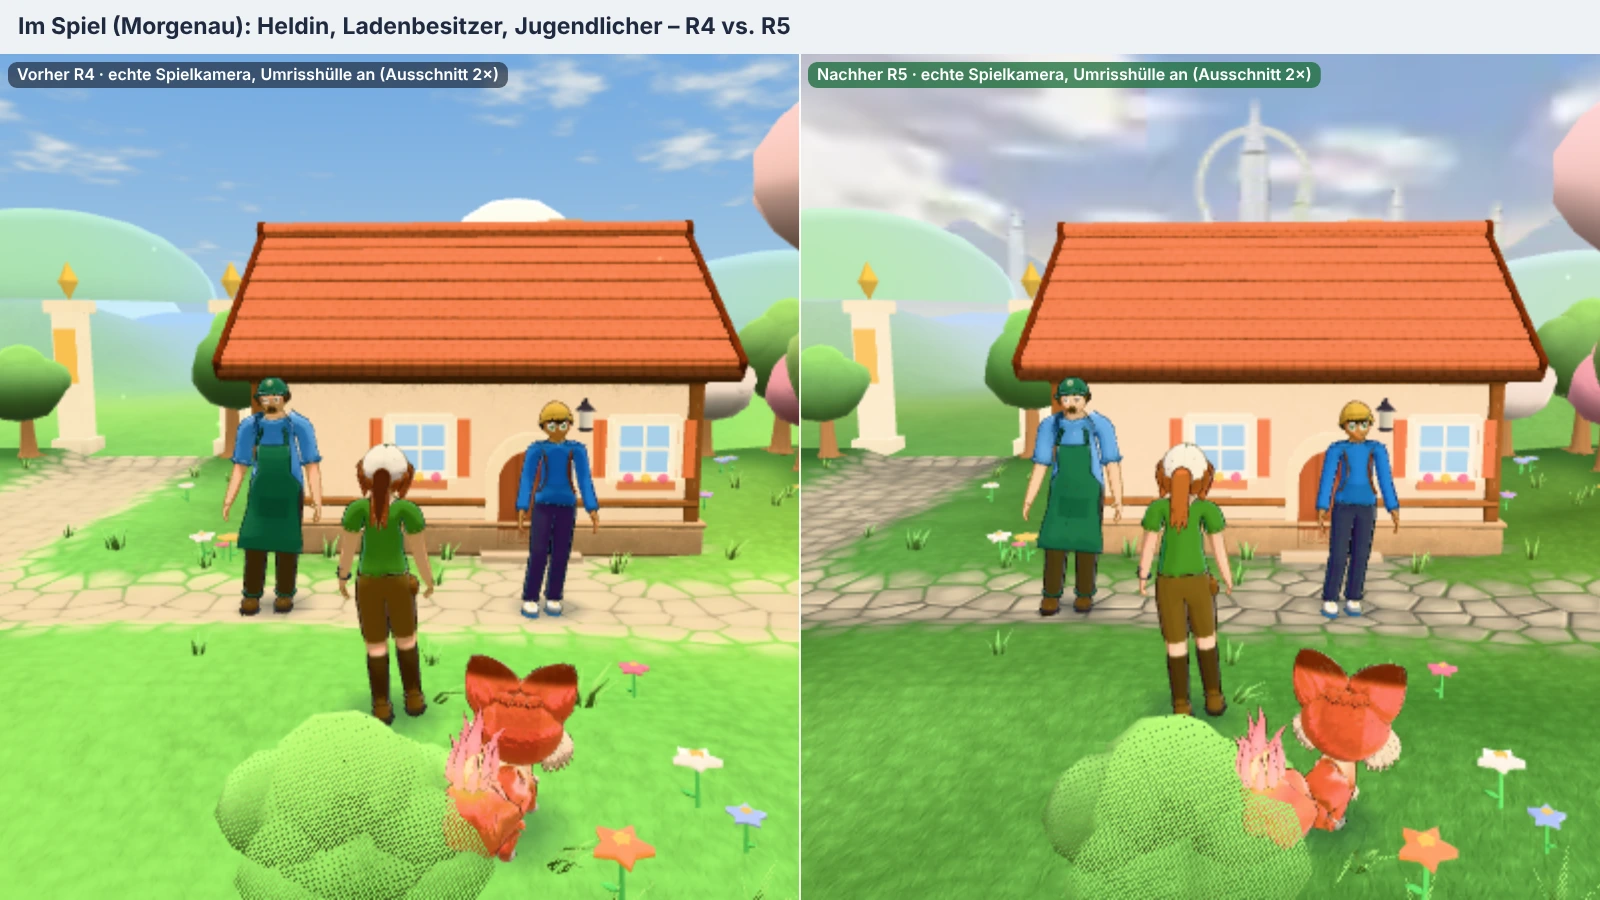 Im Spiel (Morgenau): Heldin, Ladenbesitzer, Jugendlicher – R4 vs. R5
Vorher R4 · echte Spielkamera, Umrisshülle an (Ausschnitt 2×)
Nachher R5 · echte Spielkamera, Umrisshülle an (Ausschnitt 2×)